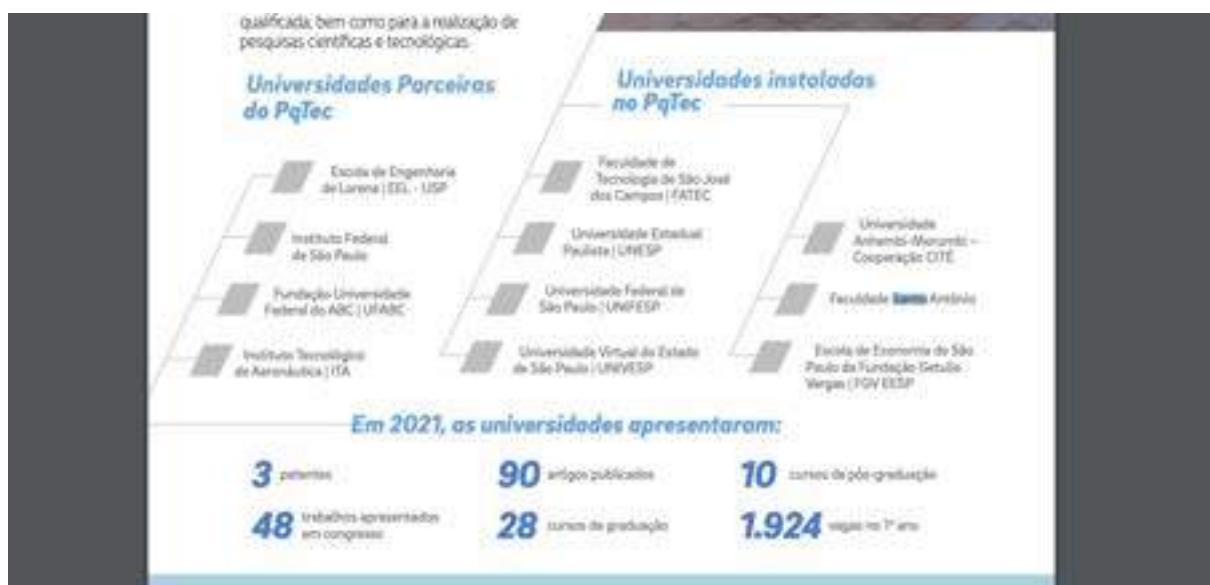 qualificada, bem como para a realização de
pesquisas científicas e tecnológicas.
Universidades Parceiras
do PqTec
Escola de Engenharia
de Lorena | EEL - USP
Instituto Federal
de São Paulo
Fundação Universidade
Federal do ABC | UFABC
Instituto Tecnológico
de Aeronáutica | ITA
Universidades instaladas
no PqTec
Faculdade de
Tecnologia de São José
dos Campos | FATEC
Universidade Estadual
Paulista | UNESP
Universidade Federal de
São Paulo | UNIFESP
Universidade Virtual do Estado
de São Paulo | UNIVESP
Universidade
Anhembi-Morumbi –
Cooperação CITÉ
Faculdade Santo Antônio
Escola de Economia de São
Paulo da Fundação Getulio
Vargas | FGV EESP
Em 2021, as universidades apresentaram:
3 patentes
90 artigos publicados
10 cursos de pós-graduação
48 trabalhos apresentados
em congresso
28 cursos de graduação
1.924 vagas no 1º ano